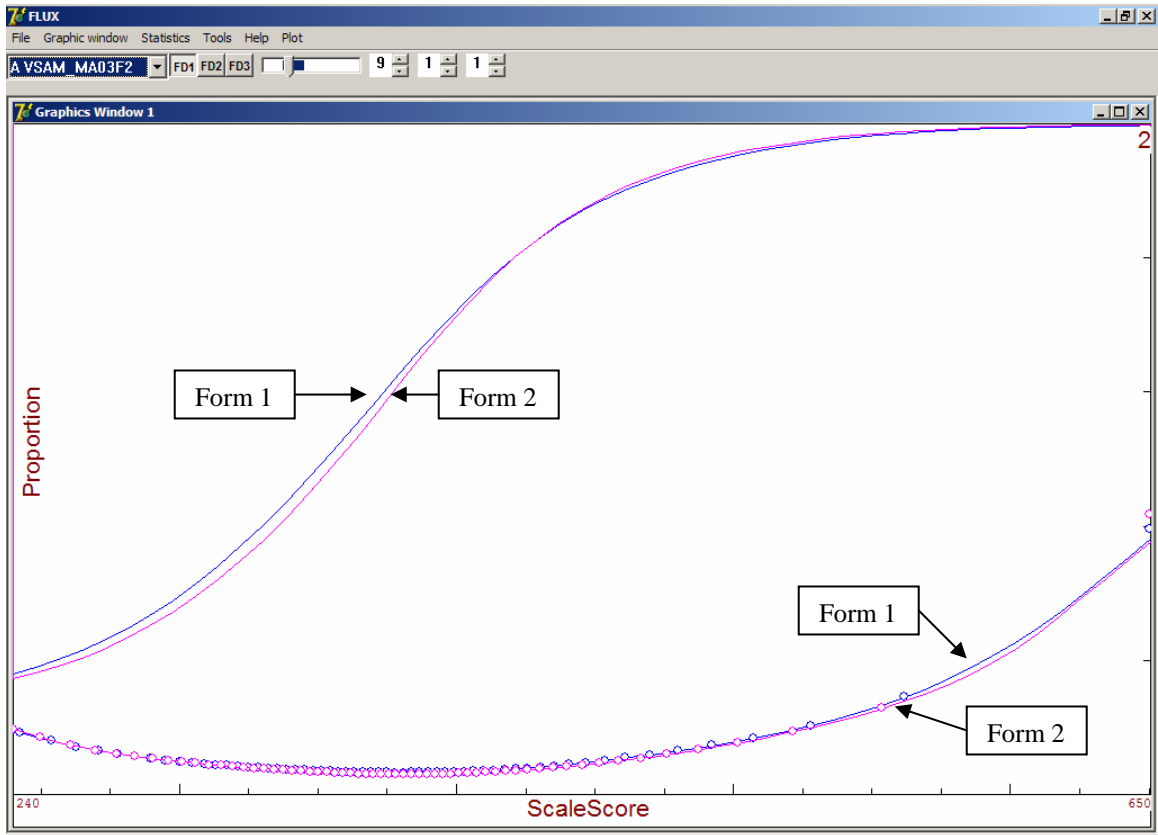 FLUX
File Graphic window Statistics Tools Help Plot
A VSAM_MA03F2 FD1 FD2 FD3 9 1 1
Graphics Window 1
2
Form 1 Form 2
Proportion
Form 1
Form 2
240 ScaleScore 650